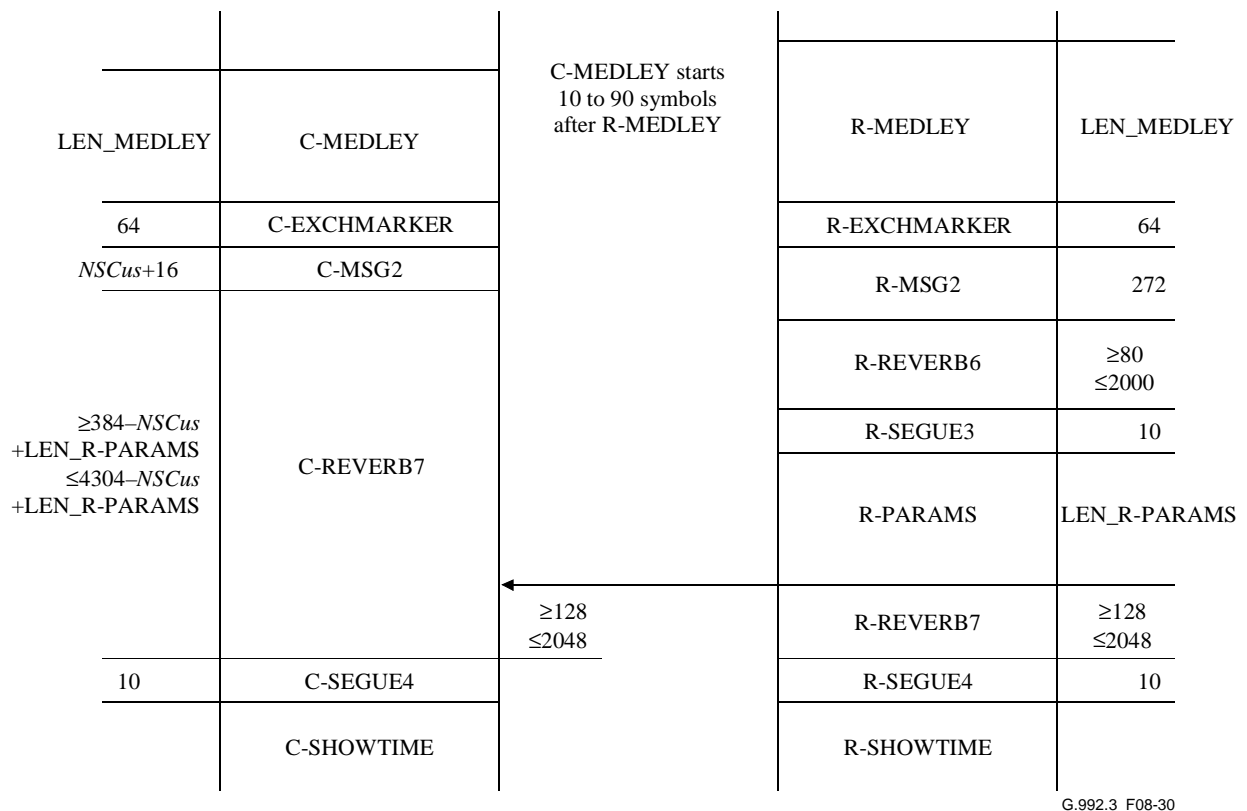 C-MEDLEY starts
10 to 90 symbols
after R-MEDLEY
LEN_MEDLEY
C-MEDLEY
R-MEDLEY
LEN_MEDLEY
64
C-EXCHMARKER
R-EXCHMARKER
64
NSCus+16
C-MSG2
R-MSG2
272
R-REVERB6
≥80
≤2000
≥384–NSCus
+LEN_R-PARAMS
≤4304–NSCus
+LEN_R-PARAMS
C-REVERB7
R-SEGUE3
10
R-PARAMS
LEN_R-PARAMS
≥128
≤2048
R-REVERB7
≥128
≤2048
10
C-SEGUE4
R-SEGUE4
10
C-SHOWTIME
R-SHOWTIME
G.992.3_F08-30